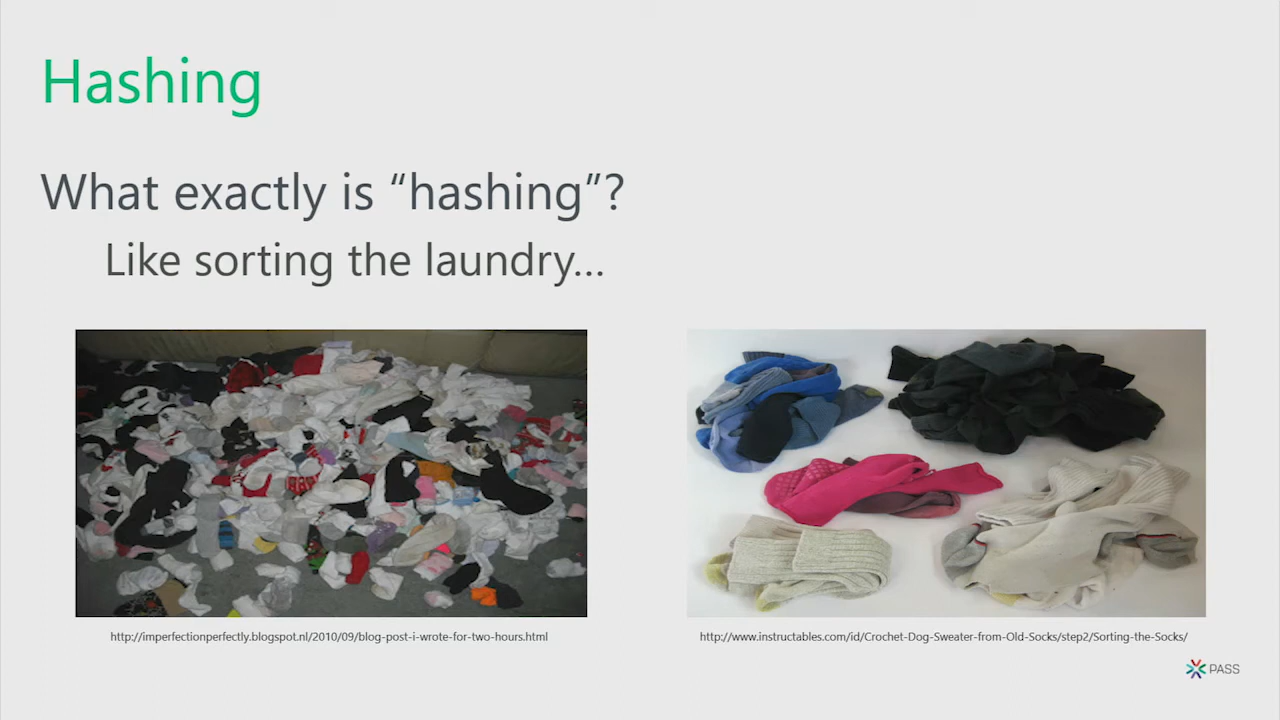 Hashing
What exactly is “hashing”?
Like sorting the laundry…
http://imperfectionperfectly.blogspot.nl/2010/09/blog-post-i-wrote-for-two-hours.html
http://www.instructables.com/id/Crochet-Dog-Sweater-from-Old-Socks/step2/Sorting-the-Socks/
PASS